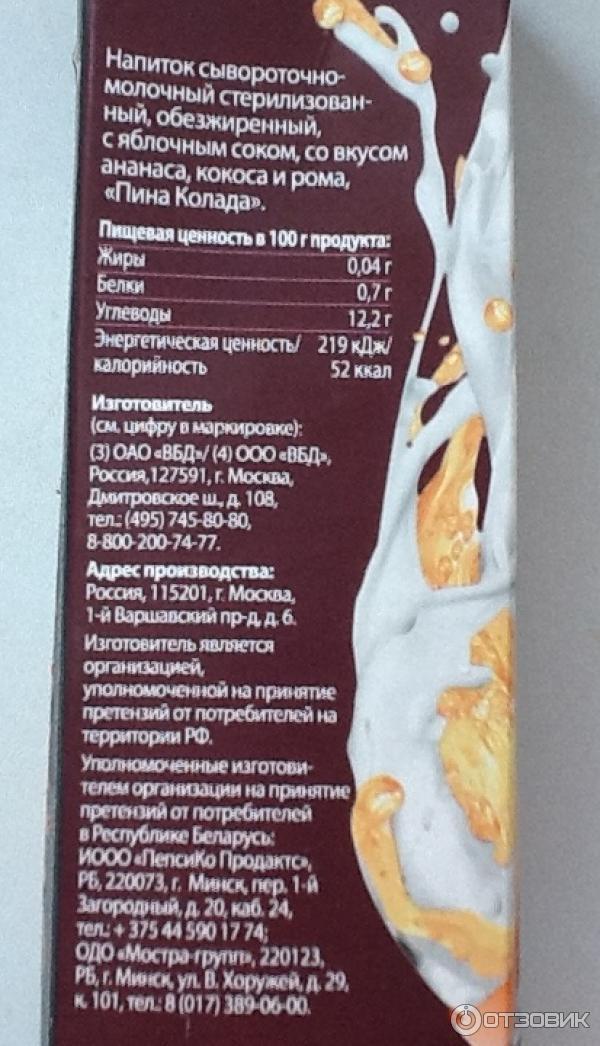 Напиток сывороточно-
молочный стерилизован-
ный, обезжиренный,
с яблочным соком, со вкусом
ананаса, кокоса и рома,
«Пина Колада».
Пищевая ценность в 100 г продукта:
Жиры 0,04 г
Белки 0,7 г
Углеводы 12,2 г
Энергетическая ценность/ 219 кДж/
калорийность 52 ккал
Изготовитель
(см. цифру в маркировке):
(3) ОАО «ВБД»/ (4) ООО «ВБД»,
Россия,127591, г. Москва,
Дмитровское ш., д. 108,
тел.: (495) 745-80-80,
8-800-200-74-77.
Адрес производства:
Россия, 115201, г. Москва,
1-й Варшавский пр-д, д. 6.
Изготовитель является
организацией,
уполномоченной на принятие
претензий от потребителей на
территории РФ.
Уполномоченные изготови-
телем организации на принятие
претензий от потребителей
в Республике Беларусь:
ИООО «ПепсиКо Продактс»,
РБ, 220073, г. Минск, пер. 1-й
Загородный, д. 20, каб. 24,
тел.: + 375 44 590 17 74;
ОДО «Мостра-групп», 220123,
РБ, г. Минск, ул. В. Хоружей, д. 29,
к. 101, тел.: 8 (017) 389-06-00.
ОТЗОВИК